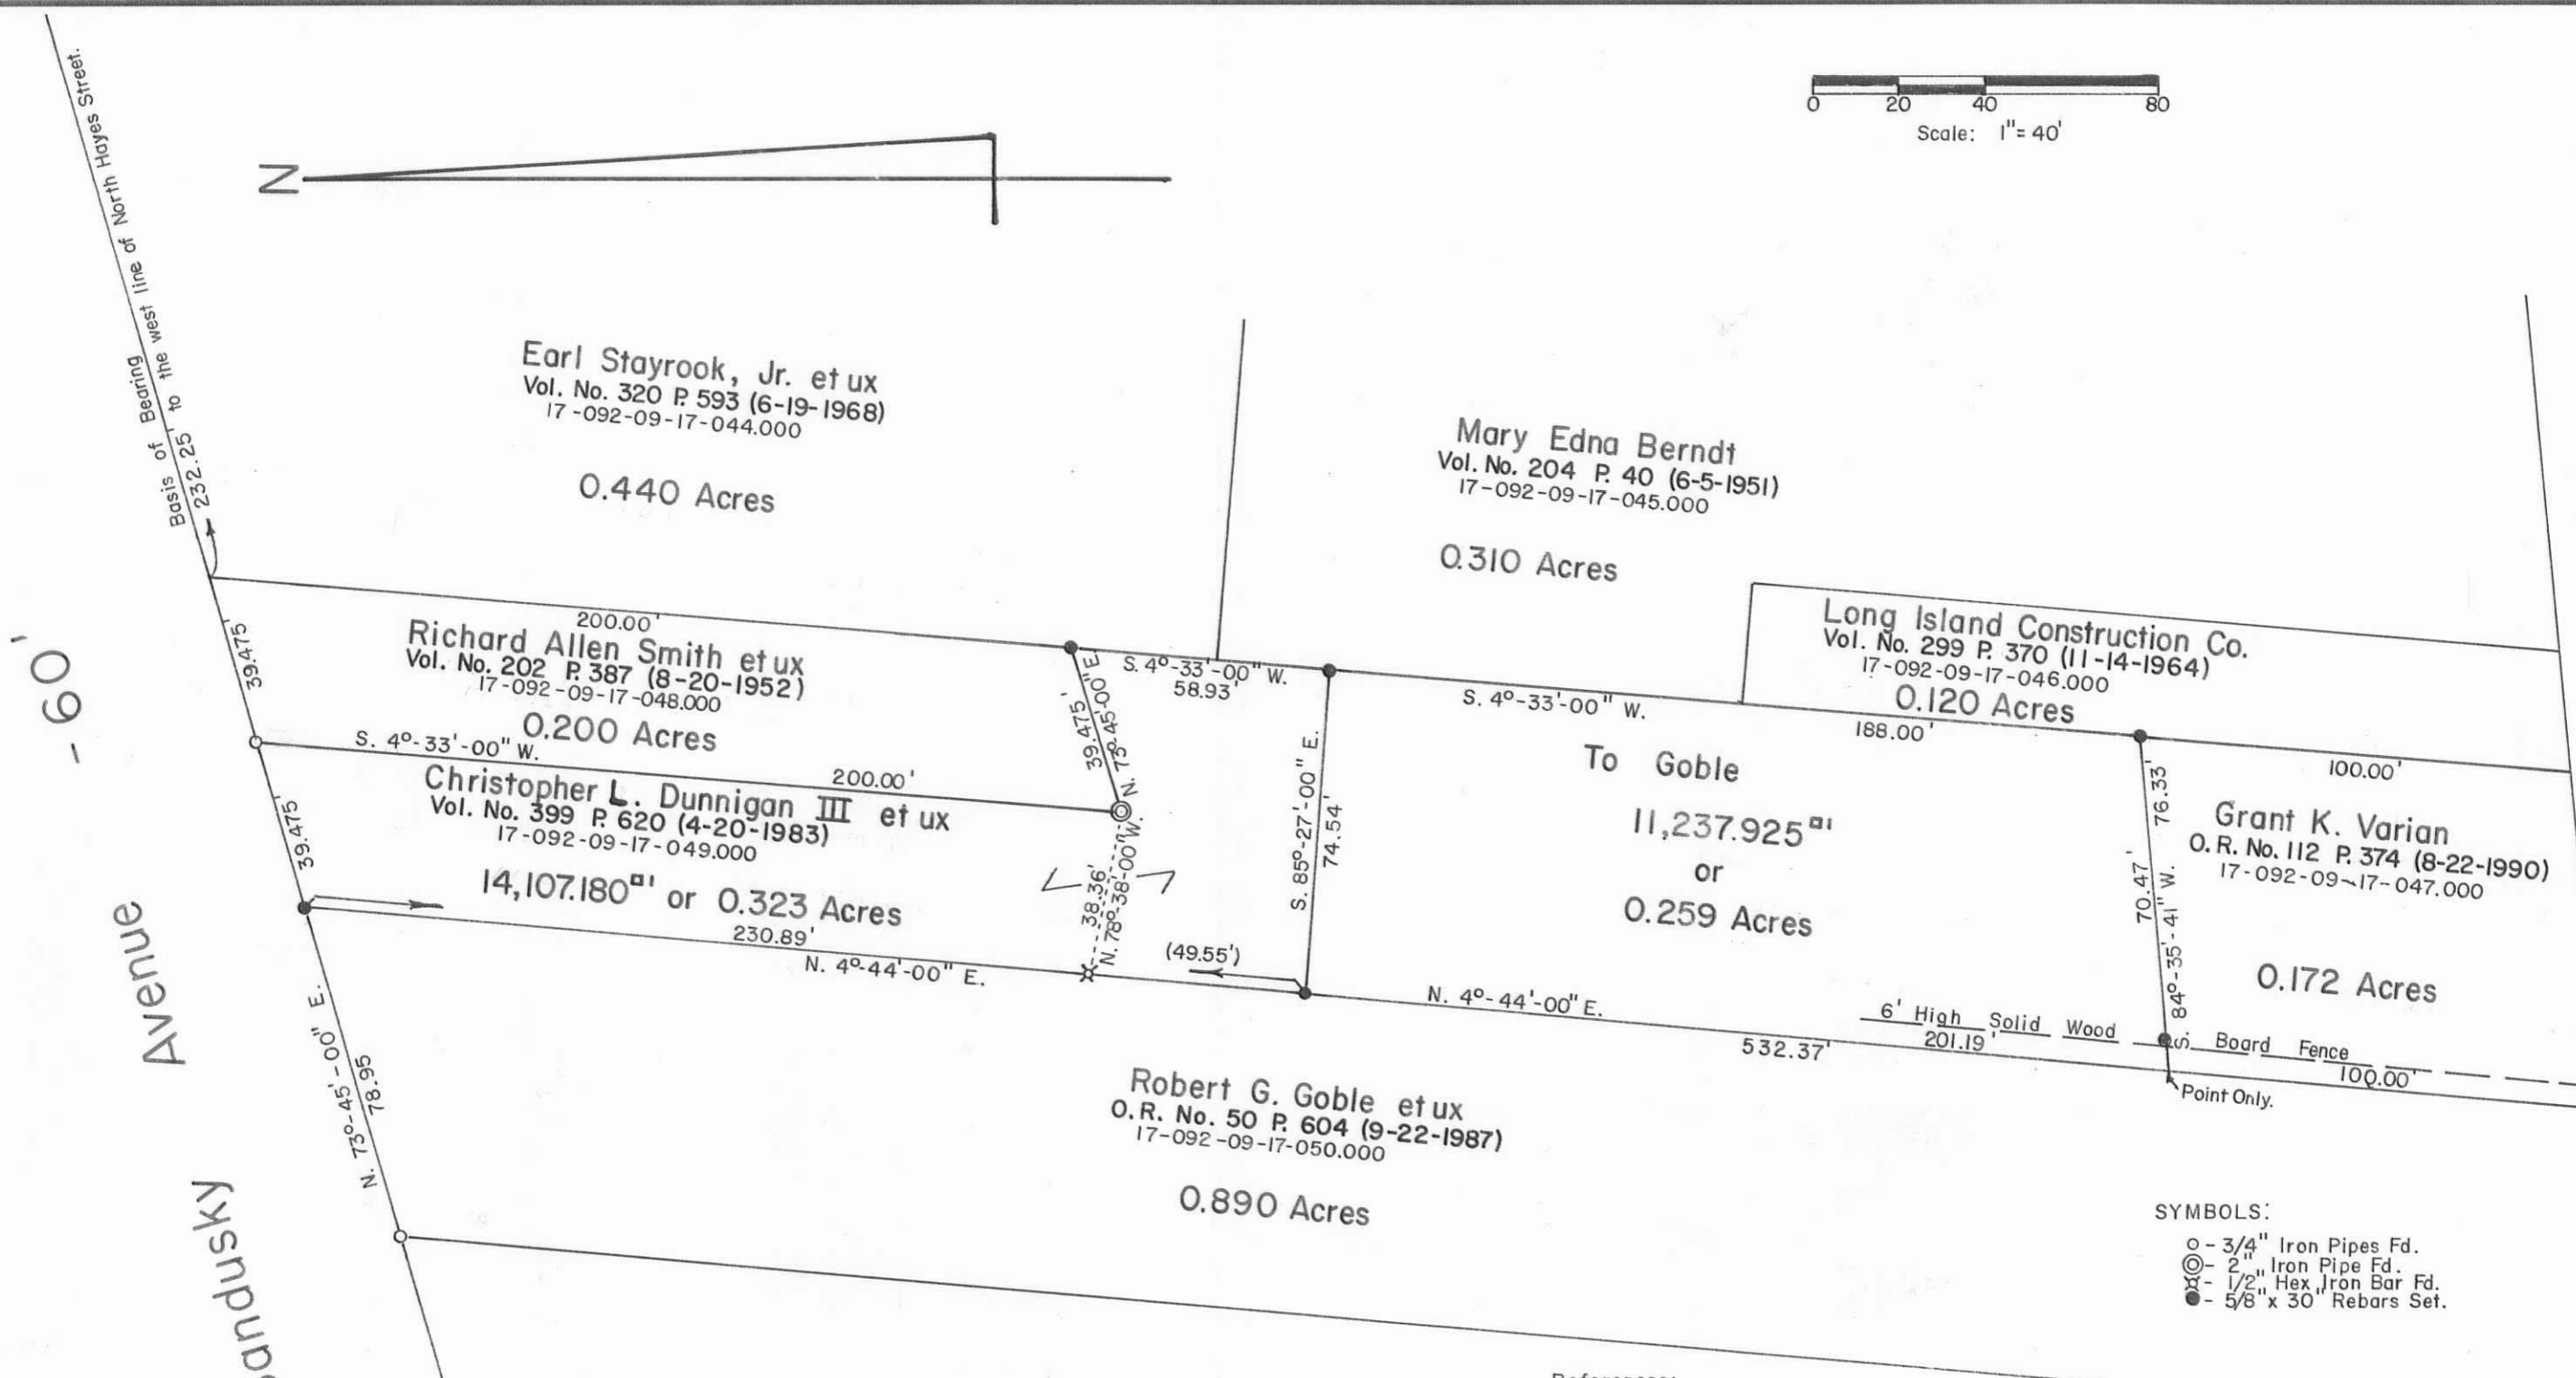 Basis of Bearing
232.25' to the west line of North Hayes Street.
N
0 20 40 80
Scale: 1"= 40'
Earl Stayrook, Jr. et ux
Vol. No. 320 P. 593 (6-19-1968)
17-092-09-17-044.000
0.440 Acres
Mary Edna Berndt
Vol. No. 204 P. 40 (6-5-1951)
17-092-09-17-045.000
0.310 Acres
Long Island Construction Co.
Vol. No. 299 P. 370 (11-14-1964)
17-092-09-17-046.000
0.120 Acres
200.00'
Richard Allen Smith et ux
Vol. No. 202 P. 387 (8-20-1952)
17-092-09-17-048.000
0.200 Acres
39.475'
39.475'
N. 73°-45'-00" E.
S. 4°-33'-00" W.
58.93'
S. 4°-33'-00" W.
188.00'
100.00'
S. 4°-33'-00" W.
200.00'
Christopher L. Dunnigan III et ux
Vol. No. 399 P. 620 (4-20-1983)
17-092-09-17-049.000
14,107.180□' or 0.323 Acres
39.475'
38.36'
N. 78°-38'-00" W.
S. 85°-27'-00" E.
74.54'
To Goble
11,237.925□'
or
0.259 Acres
76.33'
70.47'
S. 84°-35'-41" W.
Grant K. Varian
O.R. No. 112 P. 374 (8-22-1990)
17-092-09-17-047.000
0.172 Acres
230.89'
N. 4°-44'-00" E.
(49.55')
N. 4°-44'-00" E.
532.37'
6' High Solid Wood Board Fence
201.19'
100.00'
Point Only.
- 60'
Avenue
andusky
N. 73°-45'-00" E.
78.95
Robert G. Goble et ux
O.R. No. 50 P. 604 (9-22-1987)
17-092-09-17-050.000
0.890 Acres
SYMBOLS:
○ - 3/4" Iron Pipes Fd.
◎ - 2" Iron Pipe Fd.
¤ - 1/2" Hex Iron Bar Fd.
● - 5/8" x 30" Rebars Set.